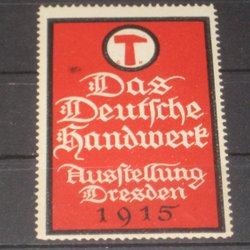 Das
Deutsche
Handwerk
Ausstellung
Dresden
1915